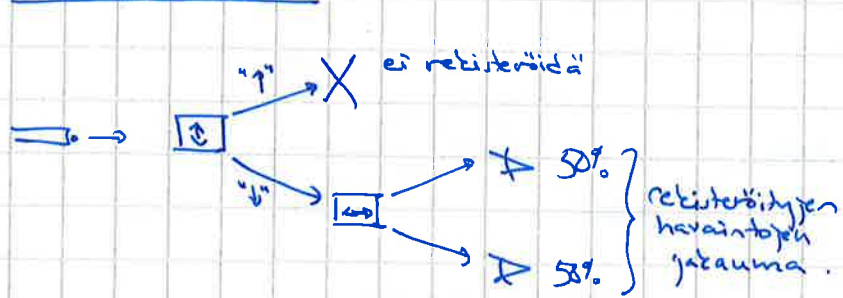 "↑"
ei rekisteröidä
↕
"↓"
↔
50%
50%
rekisteröityjen
havaintojen
jakauma.